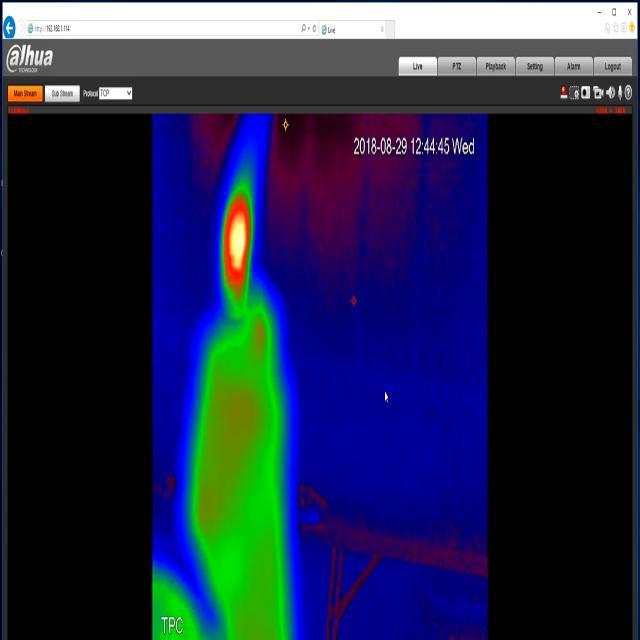 http://192.168.1.114/
Live
alhua
TECHNOLOGY
Live
PTZ
Playback
Setting
Alarm
Logout
Main Stream
Sub Stream
Protocol
TCP
2018-08-29 12:44:45 Wed
TPC